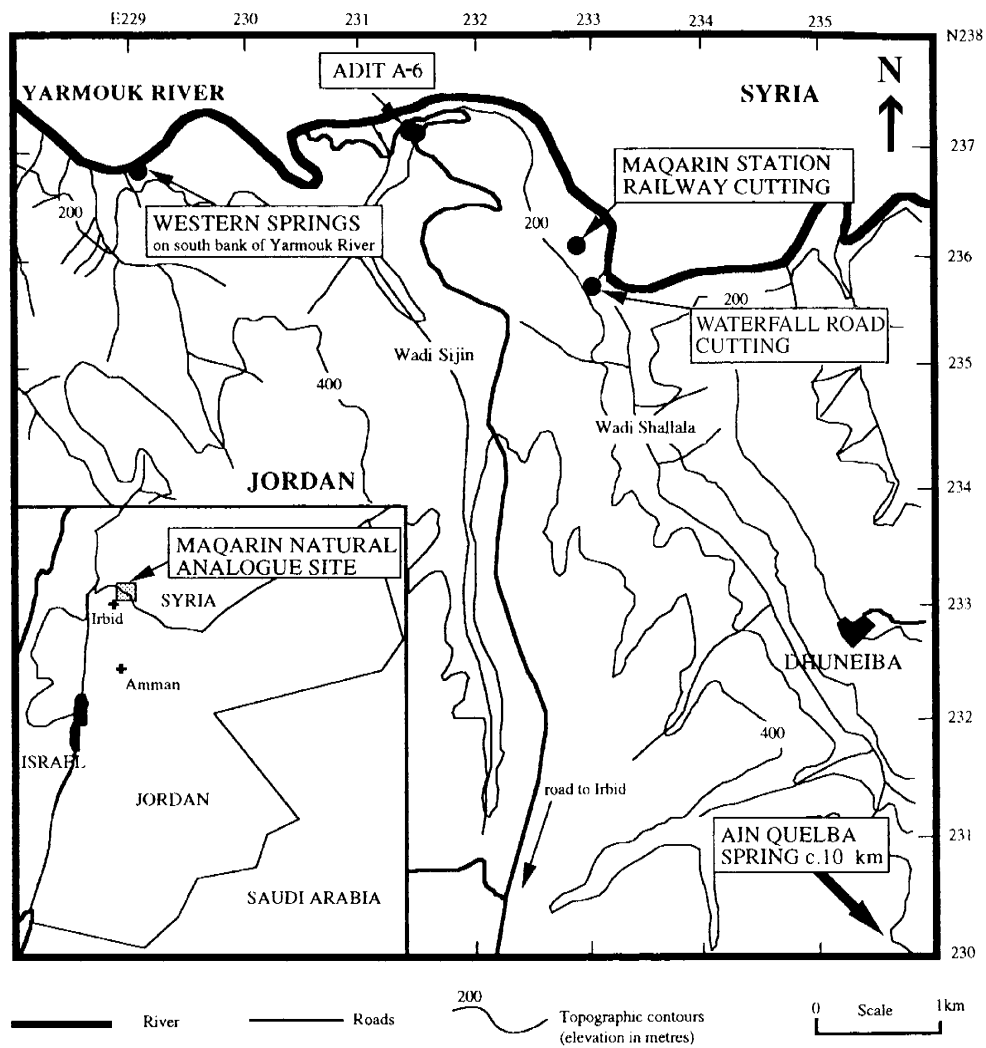 E229 231 232 233 234 235
N238
ADIT A-6
YARMOUK RIVER
SYRIA
N
237
MAQARIN STATION
RAILWAY CUTTING
200
WESTERN SPRINGS
on south bank of Yarmouk River
200
236
200
WATERFALL ROAD
CUTTING
Wadi Sijin
235
400
Wadi Shallala
JORDAN
234
MAQARIN NATURAL
ANALOGUE SITE
SYRIA
Irbid
233
DHUNEIBA
Amman
232
400
ISRAEL
JORDAN
road to Irbid
231
AIN QUELBA
SPRING c.10 km
SAUDI ARABIA
230
River
Roads
200
Topographic contours
(elevation in metres)
0 Scale 1km